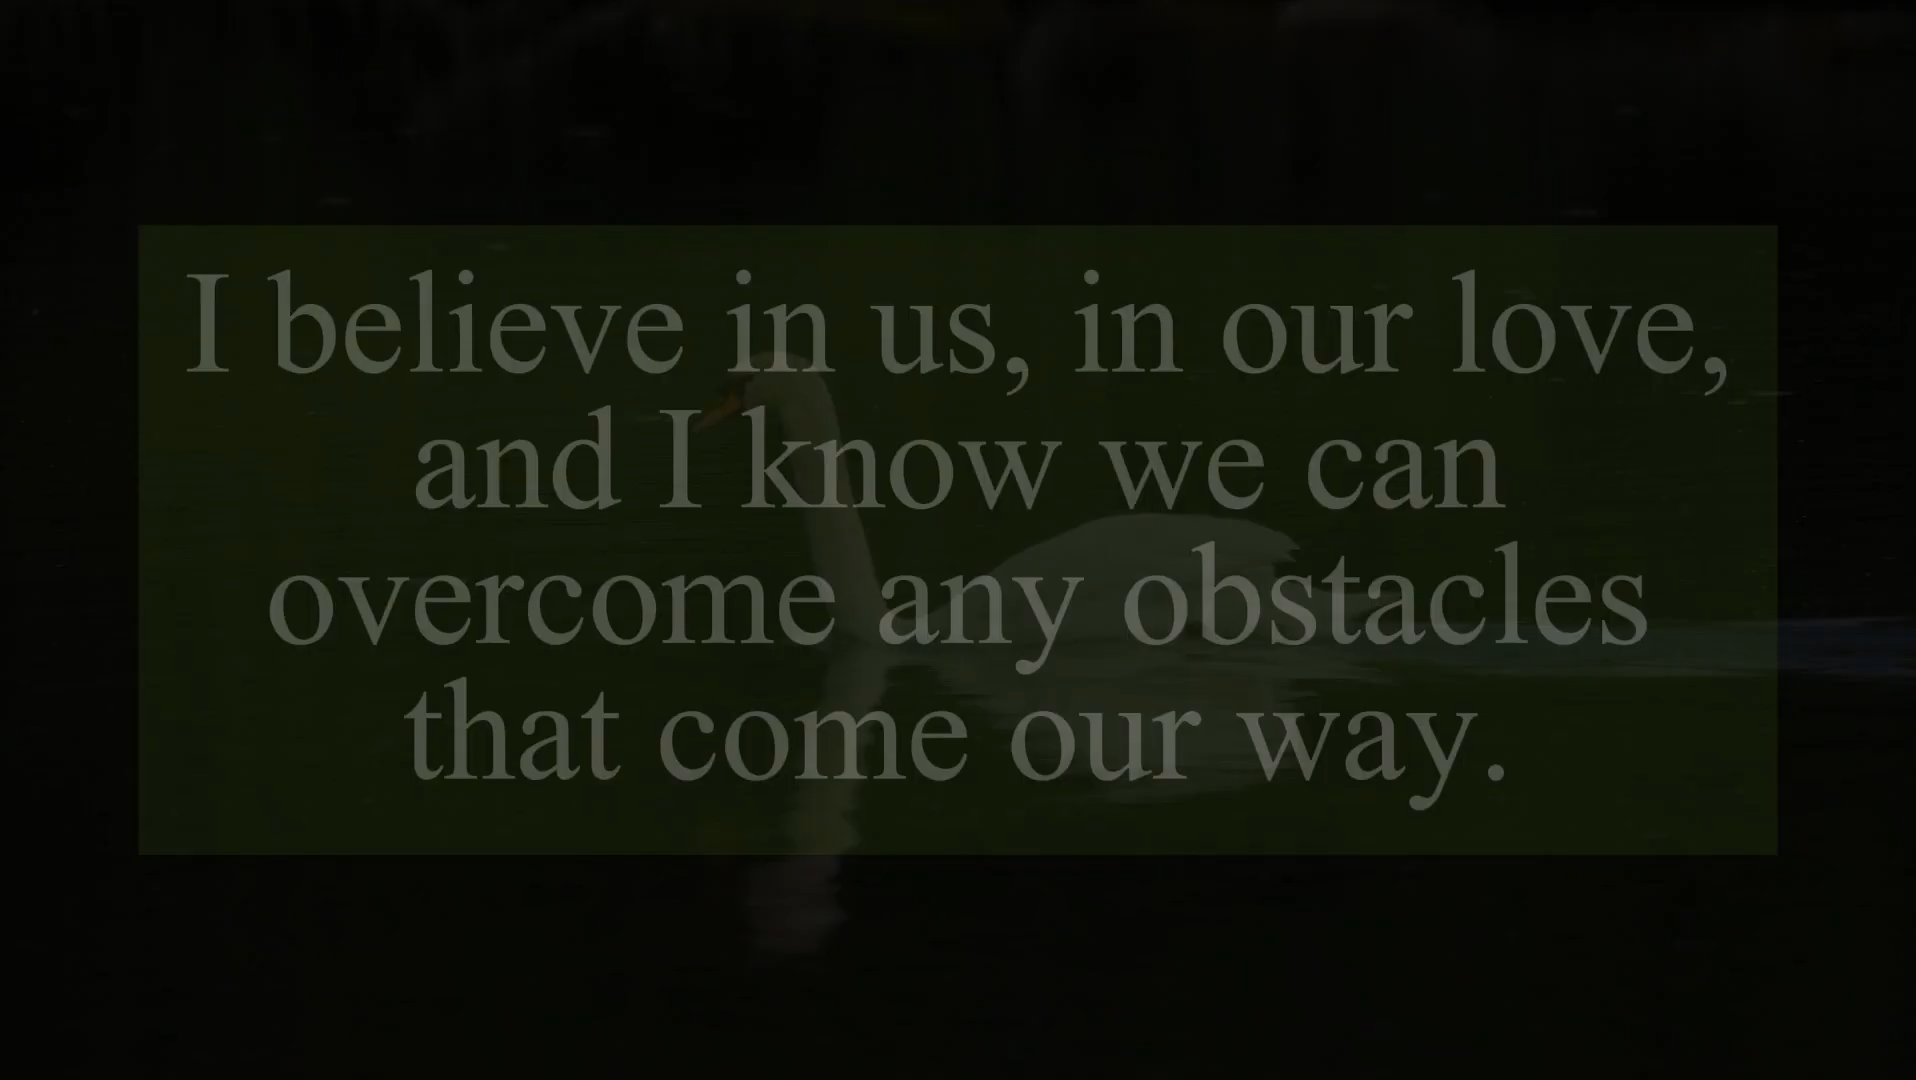 I believe in us, in our love,
and I know we can
overcome any obstacles
that come our way.